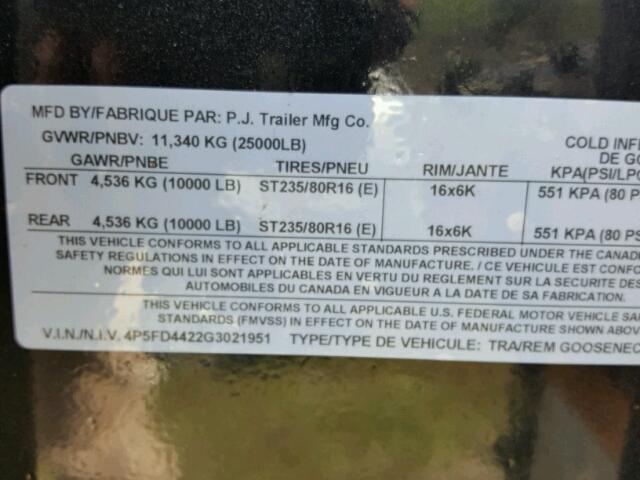 MFD BY/FABRIQUE PAR: P.J. Trailer Mfg Co.
GVWR/PNBV: 11,340 KG (25000LB)
COLD INF
GAWR/PNBE TIRES/PNEU RIM/JANTE
DE GO
KPA(PSI/LPC
FRONT 4,536 KG (10000 LB) ST235/80R16 (E) 16x6K 551 KPA (80 P
REAR 4,536 KG (10000 LB) ST235/80R16 (E) 16x6K 551 KPA (80 PS
THIS VEHICLE CONFORMS TO ALL APPLICABLE STANDARDS PRESCRIBED UNDER THE CANADA
SAFETY REGULATIONS IN EFFECT ON THE DATE OF MANUFACTURE. / CE VEHICULE EST CONFOR
NORMES QUI LUI SONT APPLICABLES EN VERTU DU REGLEMENT SUR LA SECURITE DES
AUTOMOBILES DU CANADA EN VIGUEUR A LA DATE DE SA FABRICATION.
THIS VEHICLE CONFORMS TO ALL APPLICABLE U.S. FEDERAL MOTOR VEHICLE SA
STANDARDS (FMVSS) IN EFFECT ON THE DATE OF MANUFACTURE SHOWN ABOVE
V.I.N./N.I.V. 4P5FD4422G3021951 TYPE/TYPE DE VEHICULE: TRA/REM GOOSENEC